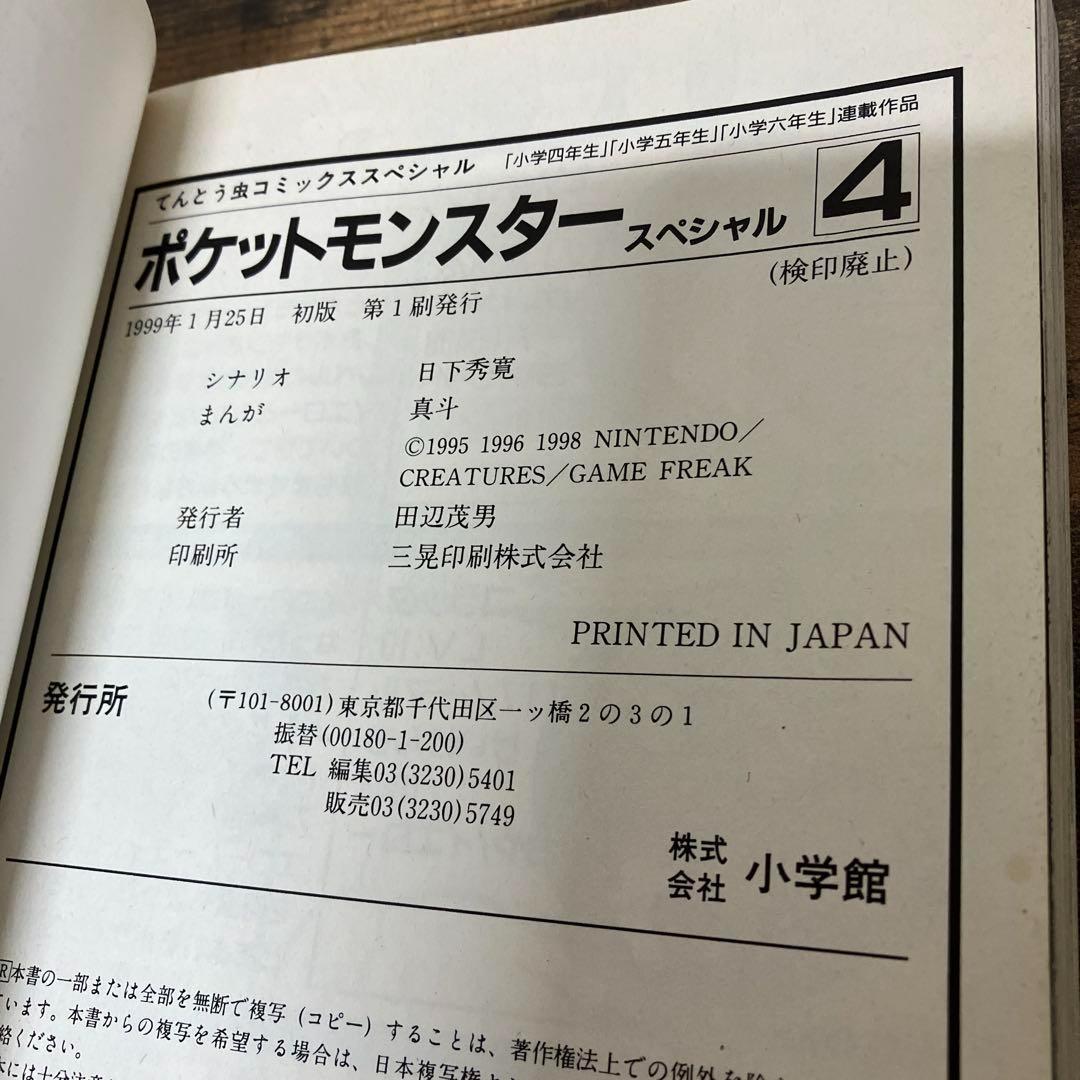 てんとう虫コミックススペシャル 「小学四年生」「小学五年生」「小学六年生」連載作品
ポケットモンスタースペシャル 4
(検印廃止)
1999年1月25日 初版 第1刷発行
シナリオ 日下秀寛
まんが 真斗
©1995 1996 1998 NINTENDO／
CREATURES／GAME FREAK
発行者 田辺茂男
印刷所 三晃印刷株式会社
PRINTED IN JAPAN
発行所 (〒101-8001)東京都千代田区一ッ橋2の3の1
振替(00180-1-200)
TEL 編集03(3230)5401
販売03(3230)5749
株式会社 小学館
R本書の一部または全部を無断で複写(コピー)することは、著作権法上での例外を除
ています。本書からの複写を希望する場合は、日本複写権
絡ください。
には十分注意